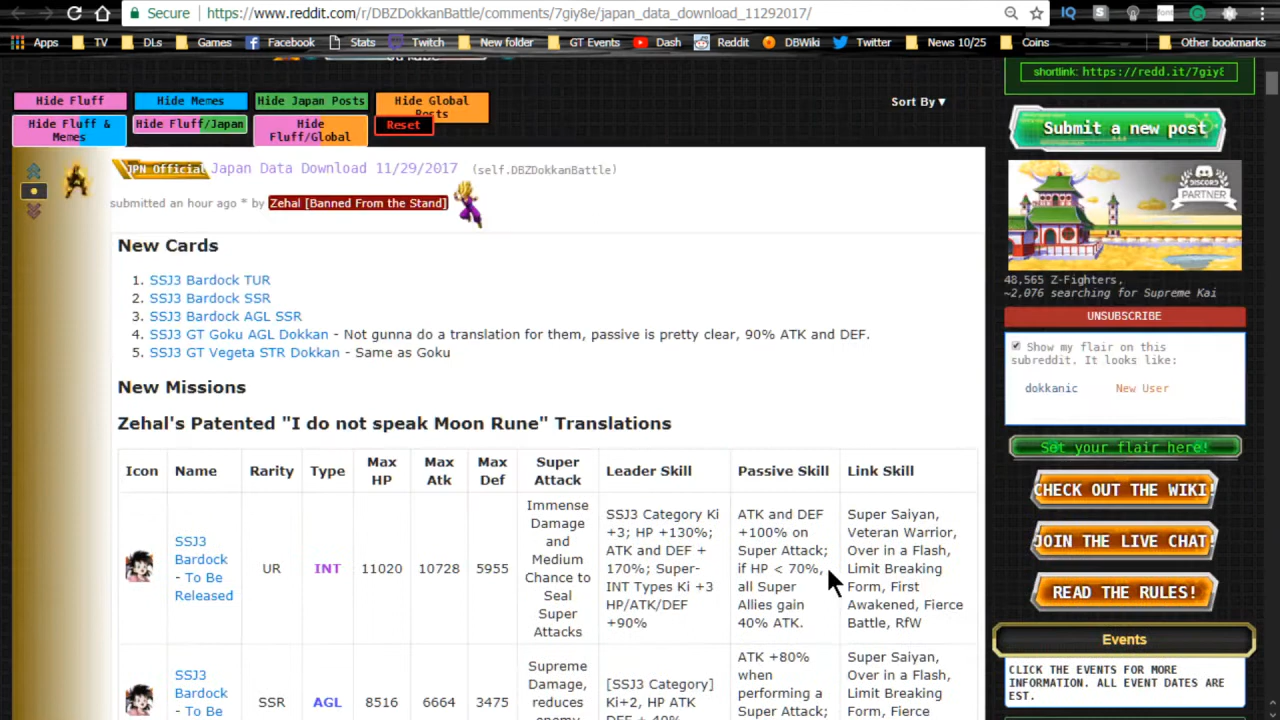 Secure https://www.reddit.com/r/DBZDokkanBattle/comments/7giy8e/japan_data_download_11292017/
Apps TV DLs Games Facebook Stats Twitch New folder GT Events Dash Reddit DBWiki Twitter News 10/25 Coins Other bookmarks
shortlink: https://redd.it/7giy8
Hide Fluff Hide Memes Hide Japan Posts Hide Global Posts
Hide Fluff & Memes Hide Fluff/Japan Hide Fluff/Global Reset
Sort By▼
Submit a new post
DISCORD PARTNER
JPN Official Japan Data Download 11/29/2017 (self.DBZDokkanBattle)
submitted an hour ago * by Zehal [Banned From the Stand]
New Cards
1. SSJ3 Bardock TUR
2. SSJ3 Bardock SSR
3. SSJ3 Bardock AGL SSR
4. SSJ3 GT Goku AGL Dokkan - Not gunna do a translation for them, passive is pretty clear, 90% ATK and DEF.
5. SSJ3 GT Vegeta STR Dokkan - Same as Goku
New Missions
Zehal's Patented "I do not speak Moon Rune" Translations
Icon Name Rarity Type Max HP Max Atk Max Def Super Attack Leader Skill Passive Skill Link Skill
SSJ3
Bardock
- To Be
Released
UR
INT
11020
10728
5955
Immense
Damage
and
Medium
Chance to
Seal
Super
Attacks
SSJ3 Category Ki
+3; HP +130%;
ATK and DEF +
170%; Super-
INT Types Ki +3
HP/ATK/DEF
+90%
ATK and DEF
+100% on
Super Attack;
if HP < 70%,
all Super
Allies gain
40% ATK.
Super Saiyan,
Veteran Warrior,
Over in a Flash,
Limit Breaking
Form, First
Awakened, Fierce
Battle, RfW
SSJ3
Bardock
- To Be
SSR
AGL
8516
6664
3475
Supreme
Damage,
reduces
enemy
[SSJ3 Category]
Ki+2, HP ATK
DEF + 40%
ATK +80%
when
performing a
Super Attack;
Super Saiyan,
Over in a Flash,
Limit Breaking
Form, Fierce
48,565 Z-Fighters,
~2,076 searching for Supreme Kai
UNSUBSCRIBE
Show my flair on this
subreddit. It looks like:
dokkanic New User
Set your flair here!
CHECK OUT THE WIKI!
JOIN THE LIVE CHAT!
READ THE RULES!
Events
CLICK THE EVENTS FOR MORE
INFORMATION. ALL EVENT DATES ARE
EST.